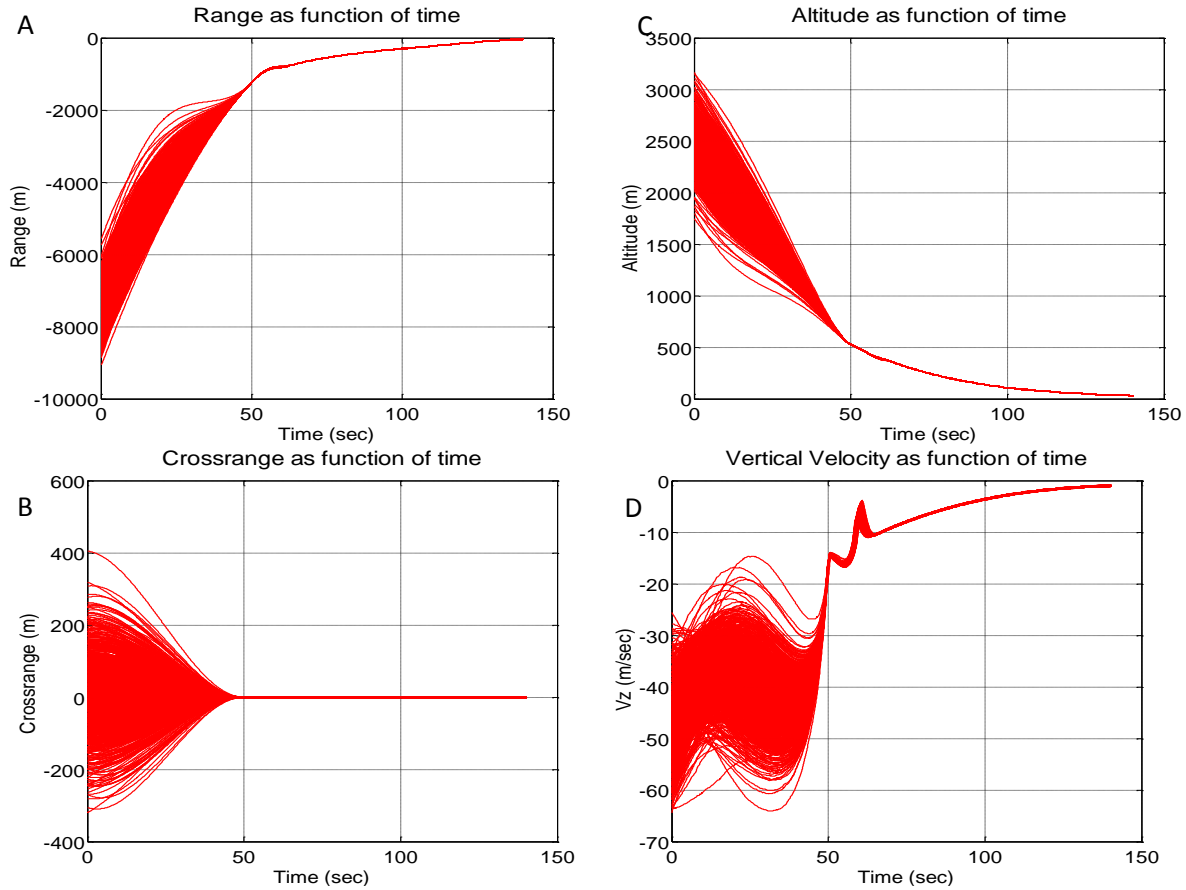 A
Range as function of time
0
-2000
-4000
-6000
-8000
-10000
Range (m)
0
50
100
150
Time (sec)
C
Altitude as function of time
3500
3000
2500
2000
1500
1000
500
0
Altitude (m)
0
50
100
150
Time (sec)
B
Crossrange as function of time
600
400
200
0
-200
-400
Crossrange (m)
0
50
100
150
Time (sec)
D
Vertical Velocity as function of time
0
-10
-20
-30
-40
-50
-60
-70
Vz (m/sec)
0
50
100
150
Time (sec)